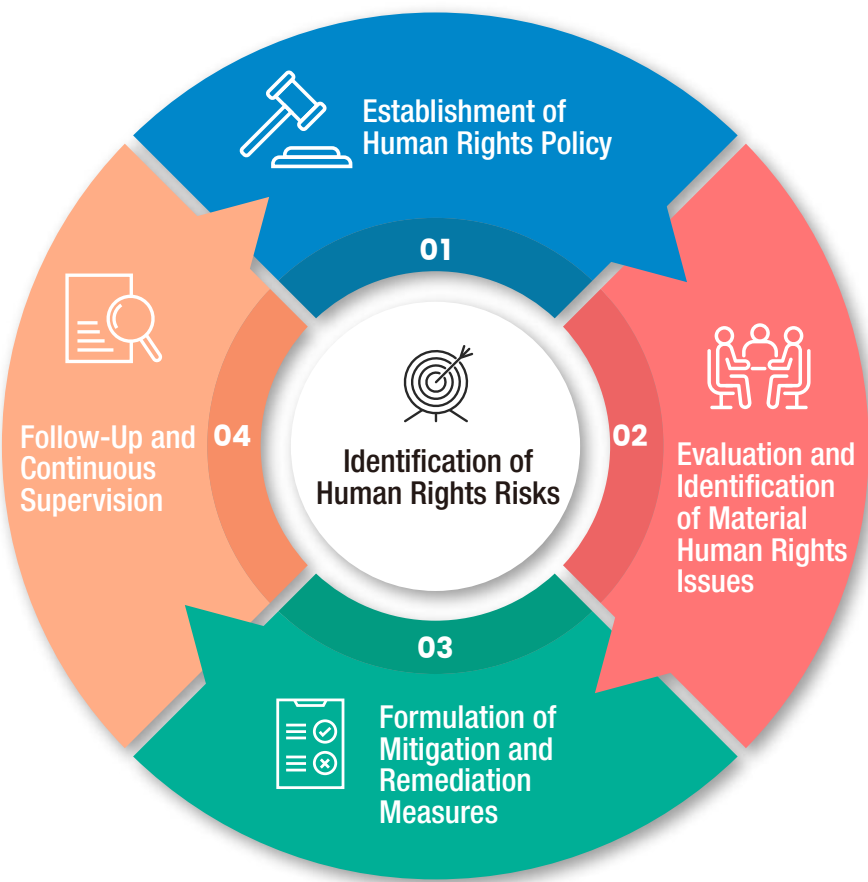 Establishment of
Human Rights Policy
01
Identification of
Human Rights Risks
02
Evaluation and
Identification
of Material
Human Rights
Issues
03
Formulation of
Mitigation and
Remediation
Measures
04
Follow-Up and
Continuous
Supervision